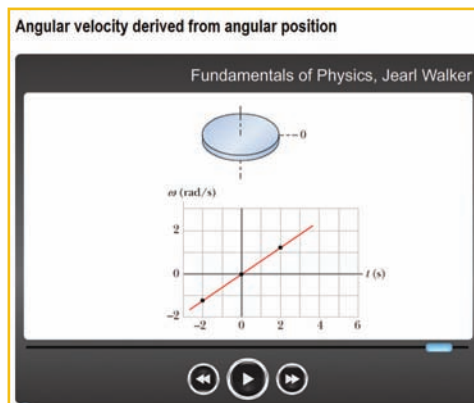 Angular velocity derived from angular position
Fundamentals of Physics, Jearl Walker
0
ω (rad/s)
2
0
t (s)
–2
–2 0 2 4 6